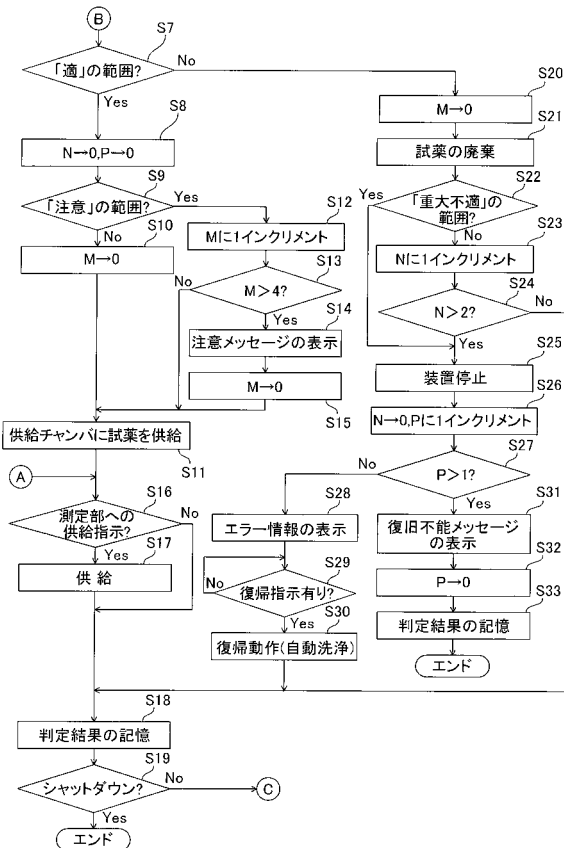 B
S7
「適」の範囲?
No
Yes
S8
N→0,P→0
S9
「注意」の範囲?
Yes
S10
No
M→0
S12
Mに1インクリメント
S13
M>4?
No
Yes
S14
注意メッセージの表示
M→0
S15
供給チャンバに試薬を供給
S11
A
S16
測定部への
供給指示?
No
Yes
S17
供 給
S20
M→0
S21
試薬の廃棄
S22
「重大不適」の
範囲?
Yes
No
S23
Nに1インクリメント
S24
N>2?
No
Yes
S25
装置停止
S26
N→0,Pに1インクリメント
S27
P>1?
No
Yes
S28
エラー情報の表示
S29
復帰指示有り?
No
Yes
S30
復帰動作(自動洗浄)
S31
復旧不能メッセージ
の表示
S32
P→0
S33
判定結果の記憶
エンド
S18
判定結果の記憶
S19
シャットダウン?
No
C
Yes
エンド